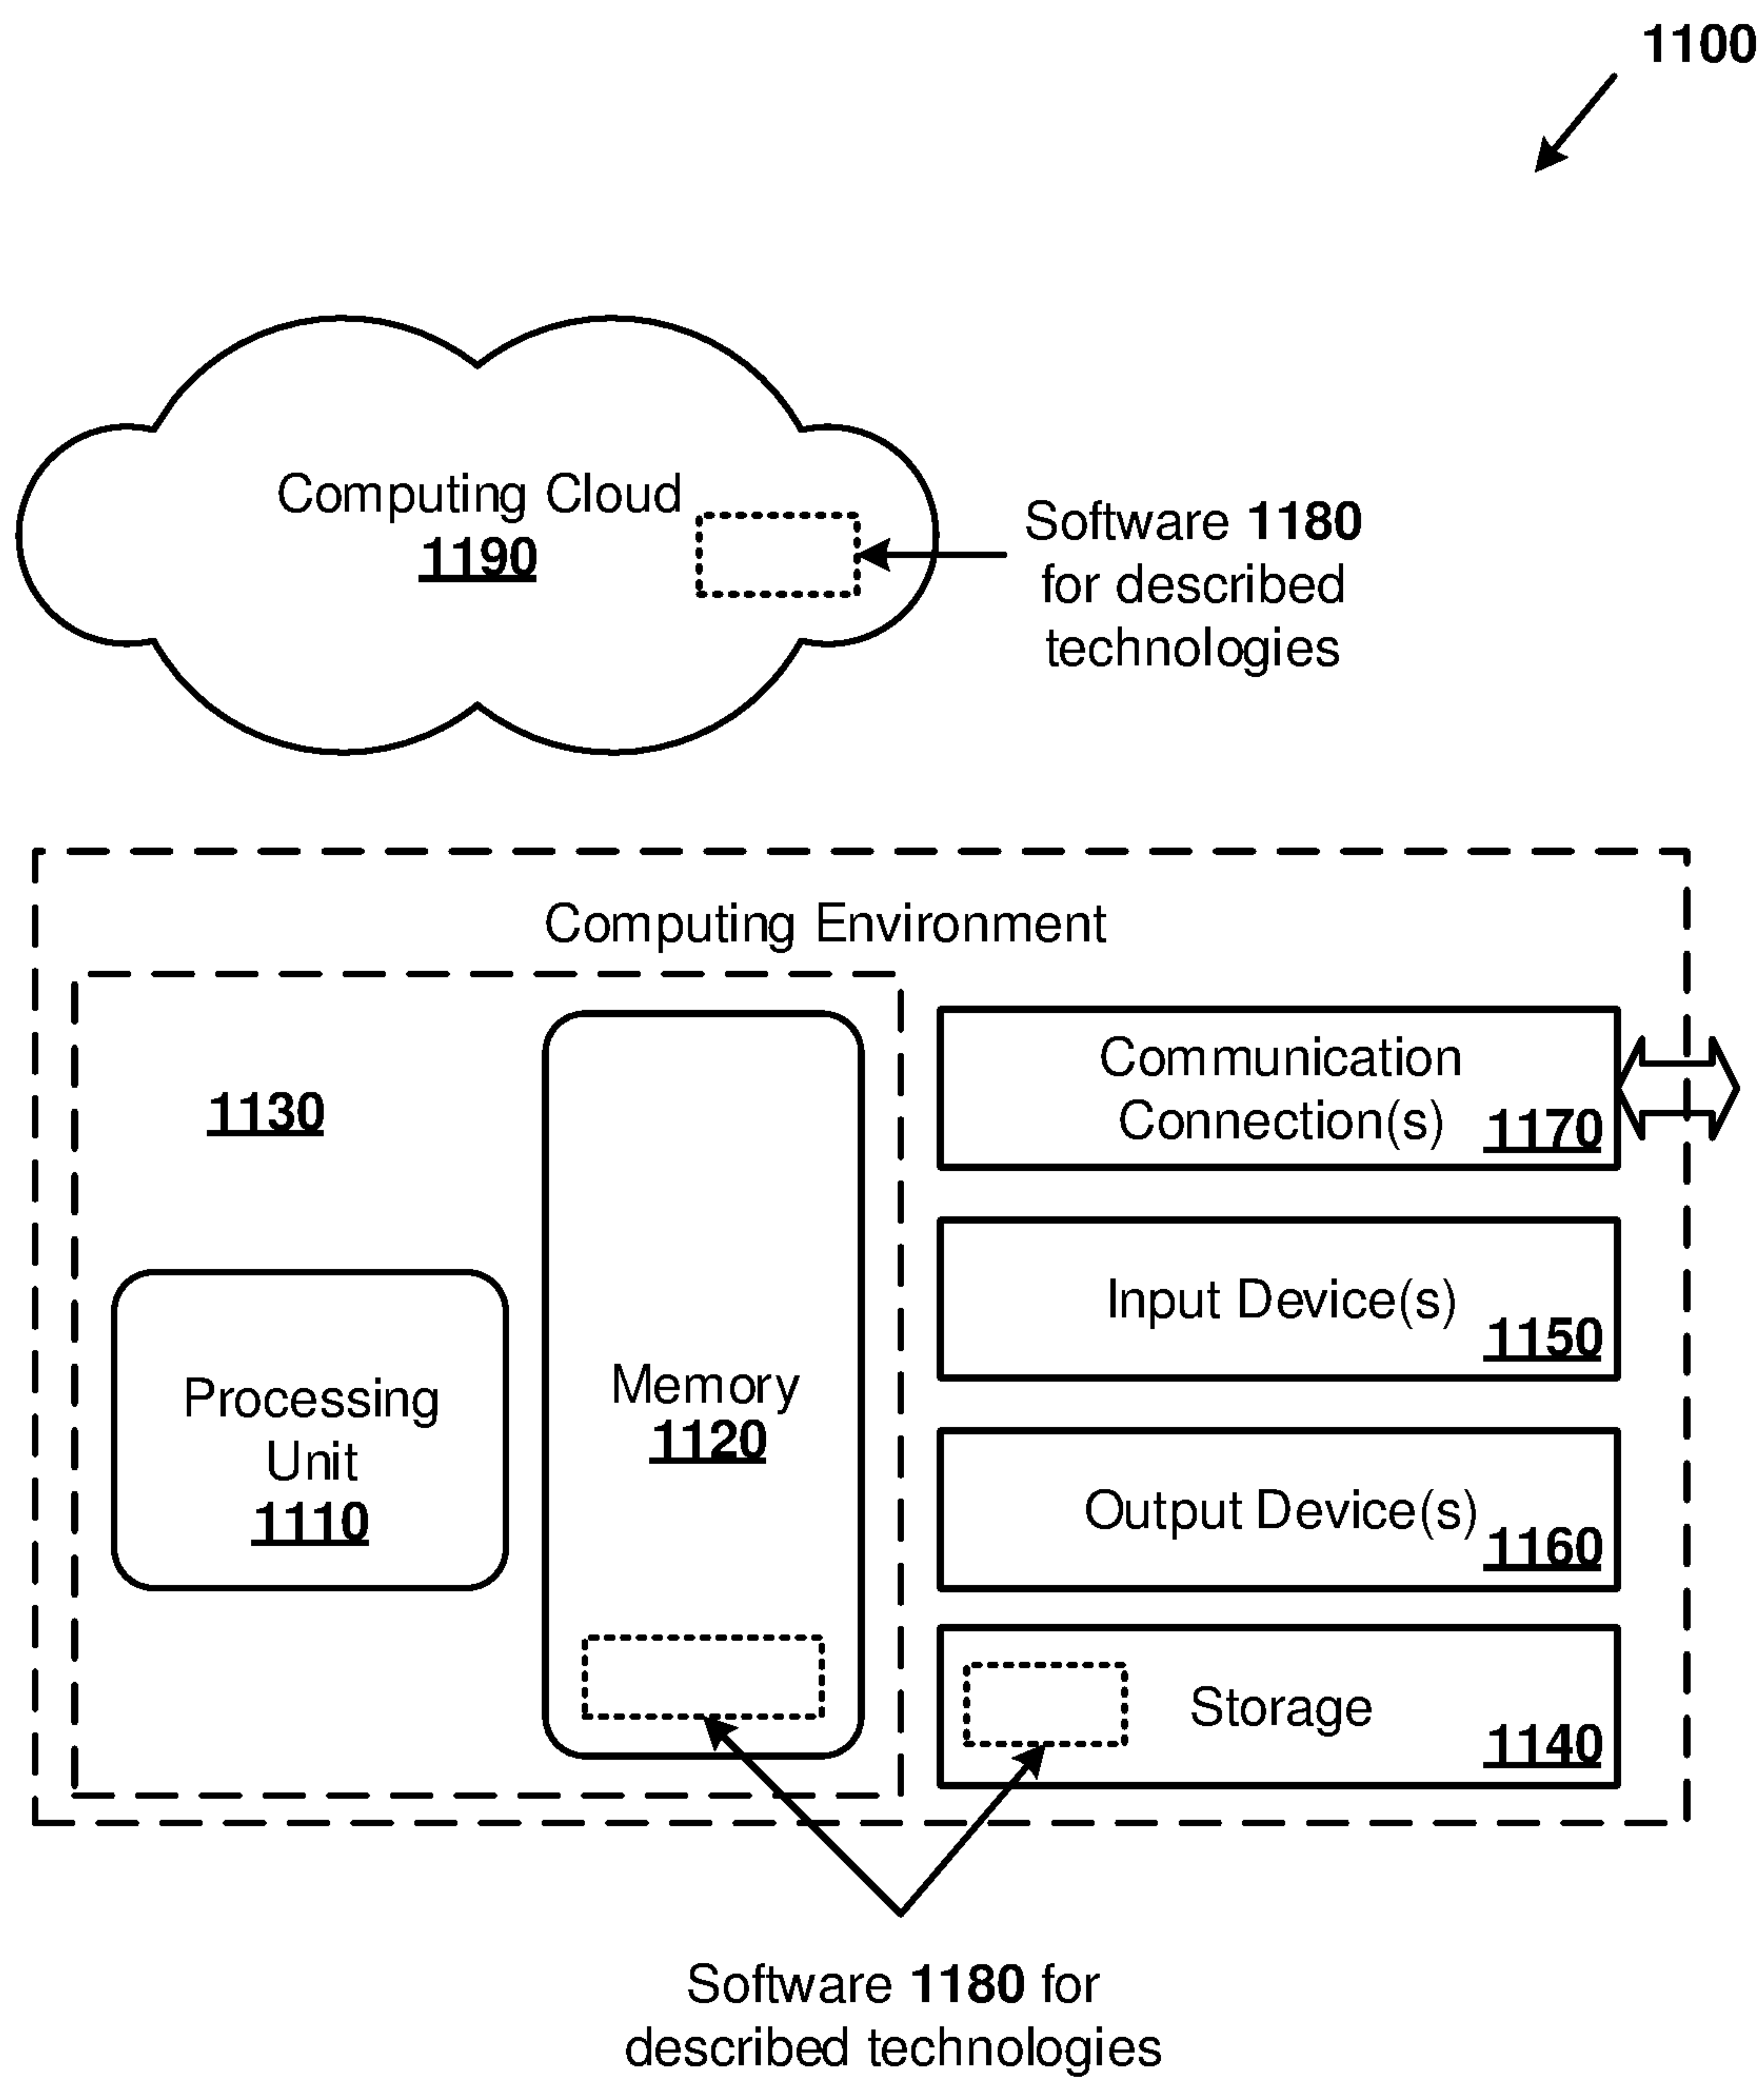 1100
Computing Cloud
1190
Software 1180
for described
technologies
Computing Environment
1130
Processing
Unit
1110
Memory
1120
Communication
Connection(s)
1170
Input Device(s)
1150
Output Device(s)
1160
Storage
1140
Software 1180 for
described technologies